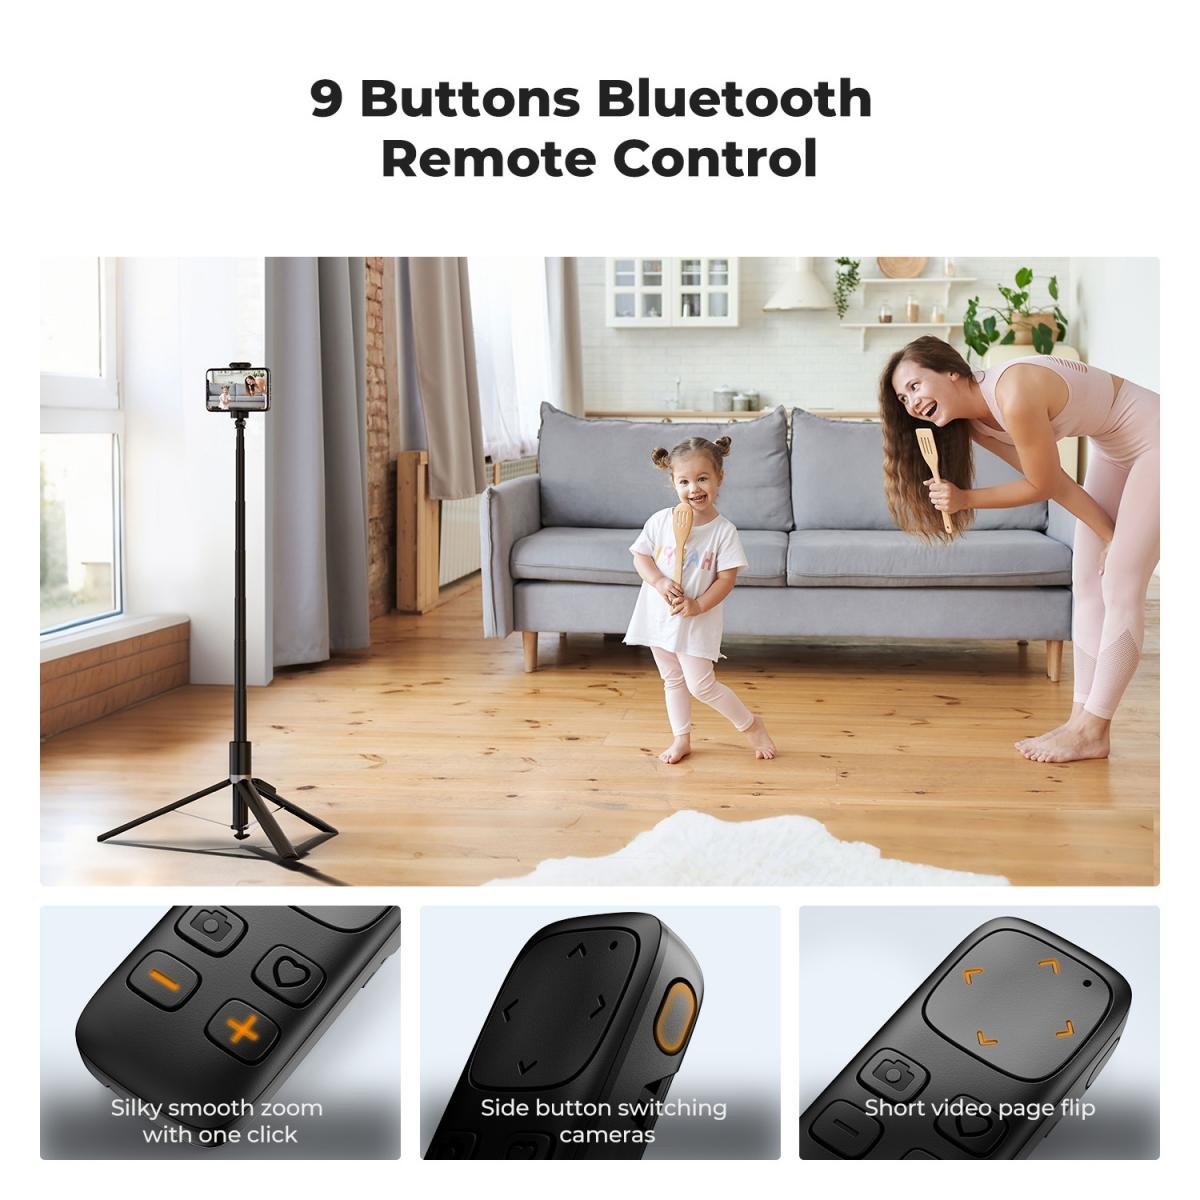 9 Buttons Bluetooth
Remote Control
Silky smooth zoom
with one click
Side button switching
cameras
Short video page flip